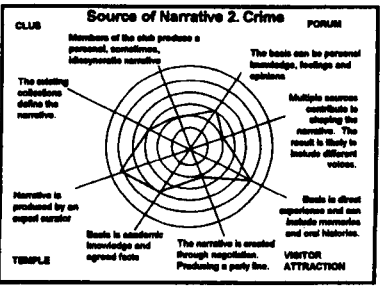 Source of Narrative 2. Crime
CLUB
FORUM
Members of the club produce a
personal, sometimes,
idiosyncratic narrative
The basis can be personal
knowledge, feelings and
opinions
The existing
collections
define the
narrative.
Multiple sources
contribute to
shaping the
narrative. The
result is likely to
include different
voices.
Narrative is
produced by an
expert curator
Basis is direct
experience and can
include memories
and oral histories.
Basis is academic
knowledge and
agreed facts
The narrative is created
through negotiation.
Producing a party line.
TEMPLE
VISITOR
ATTRACTION